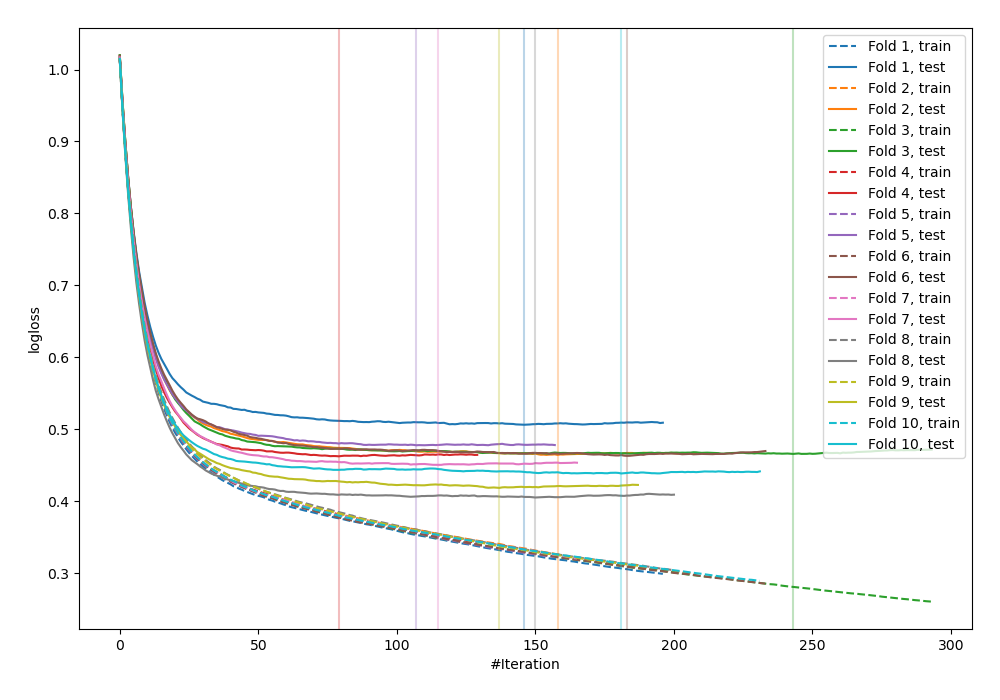 1.0
0.9
0.8
0.7
0.6
0.5
0.4
0.3
logloss
0
50
100
150
200
250
300
#Iteration
Fold 1, train
Fold 1, test
Fold 2, train
Fold 2, test
Fold 3, train
Fold 3, test
Fold 4, train
Fold 4, test
Fold 5, train
Fold 5, test
Fold 6, train
Fold 6, test
Fold 7, train
Fold 7, test
Fold 8, train
Fold 8, test
Fold 9, train
Fold 9, test
Fold 10, train
Fold 10, test